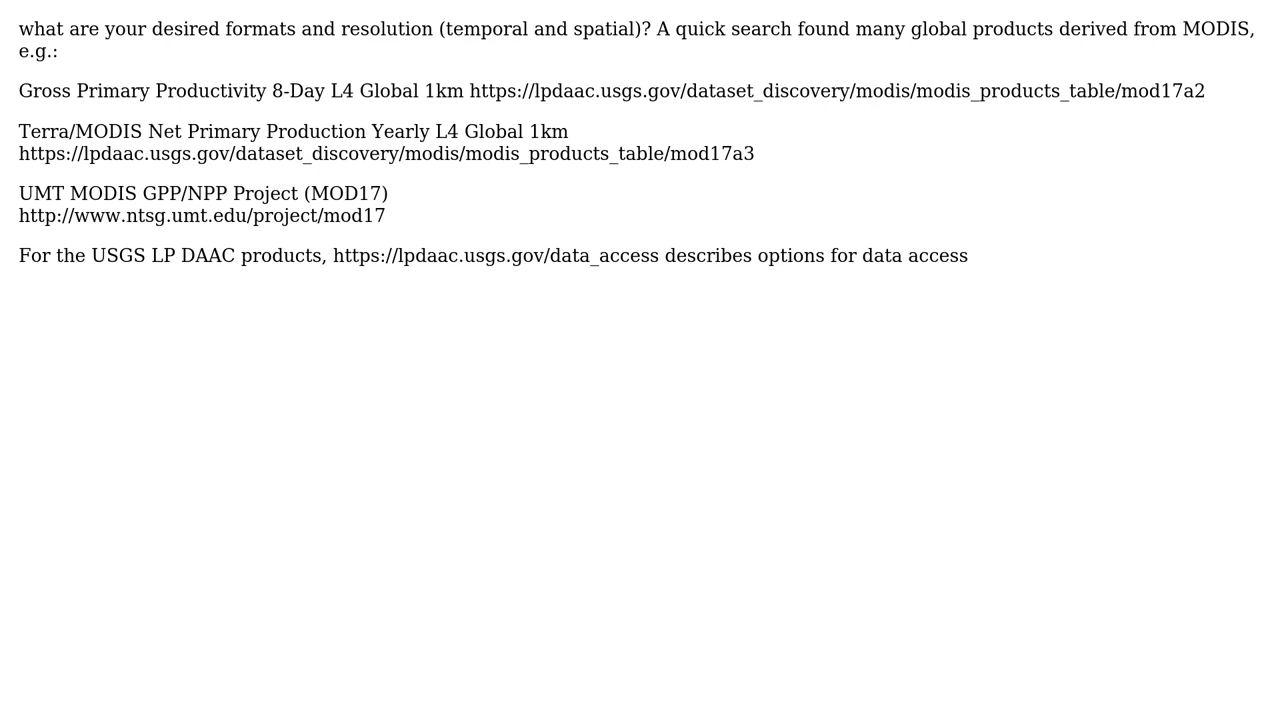 what are your desired formats and resolution (temporal and spatial)? A quick search found many global products derived from MODIS,
e.g.:
Gross Primary Productivity 8-Day L4 Global 1km https://lpdaac.usgs.gov/dataset_discovery/modis/modis_products_table/mod17a2
Terra/MODIS Net Primary Production Yearly L4 Global 1km
https://lpdaac.usgs.gov/dataset_discovery/modis/modis_products_table/mod17a3
UMT MODIS GPP/NPP Project (MOD17)
http://www.ntsg.umt.edu/project/mod17
For the USGS LP DAAC products, https://lpdaac.usgs.gov/data_access describes options for data access